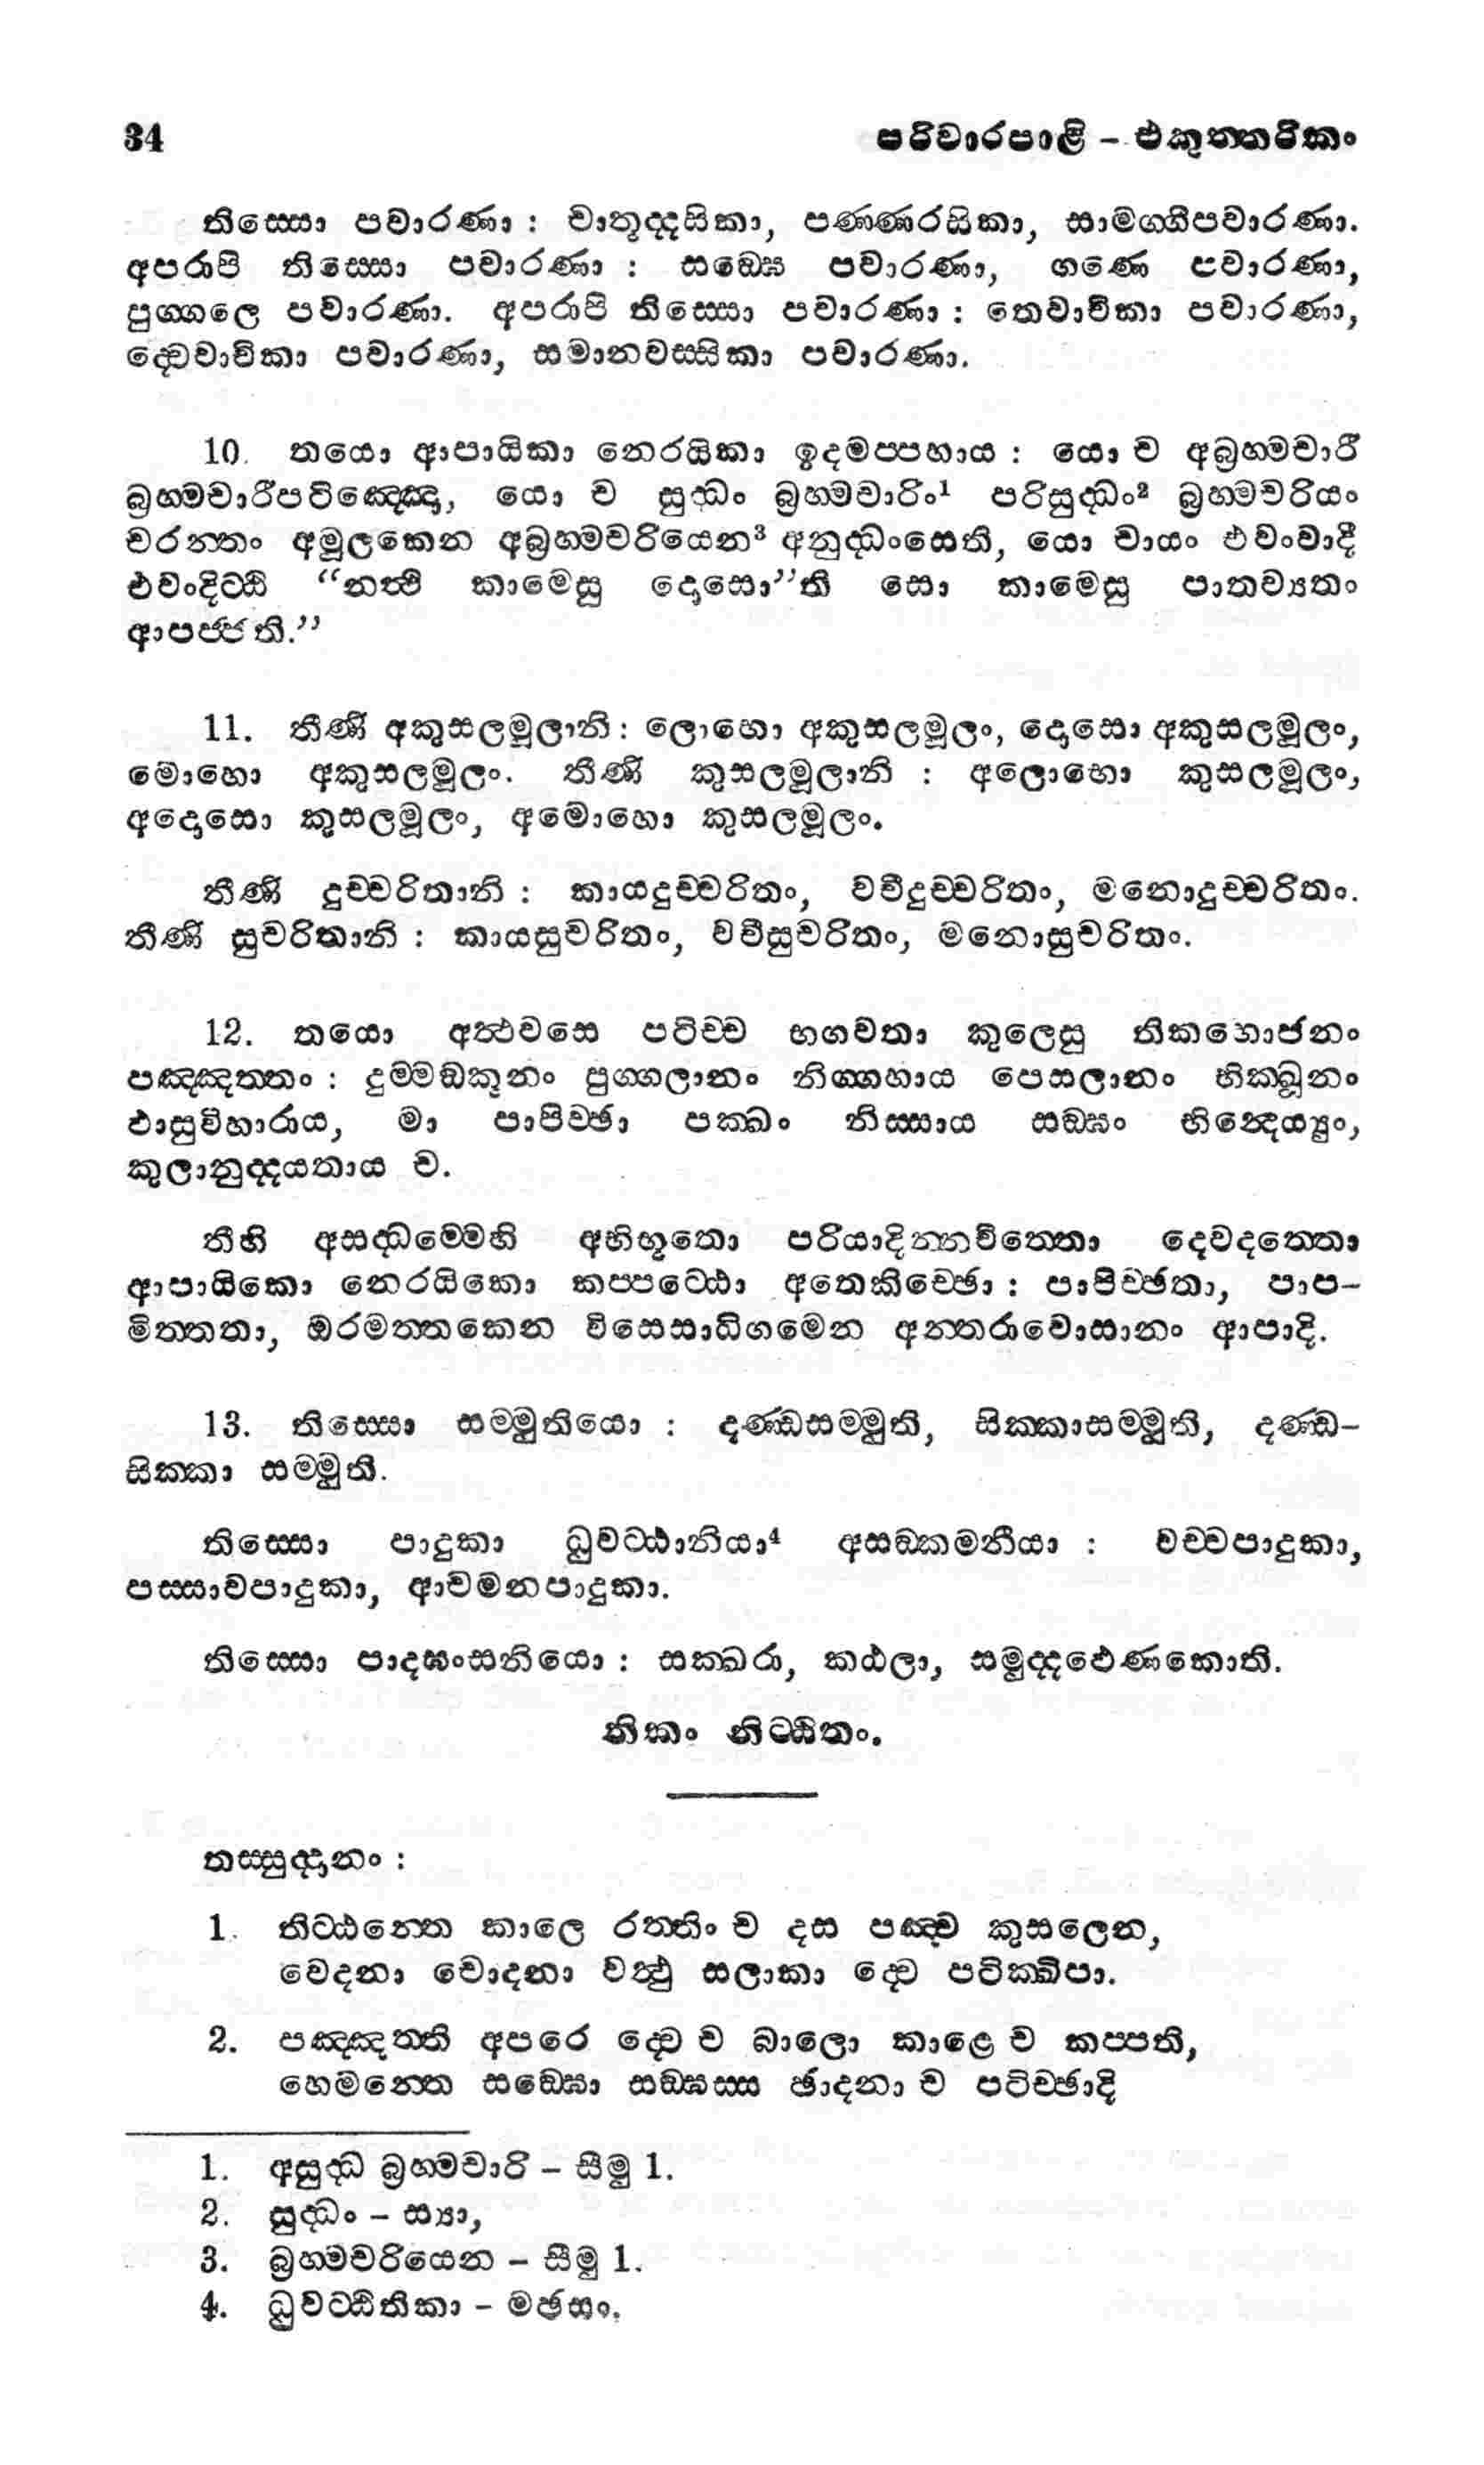 34 පරිවාරපාළි – එකුත්තරිකං
තිස්සො පවාරණා : චාතුද්දසිකා, පණ්ණරසිකා, සාමග්ගිපවාරණා.
අපරාපි තිස්සො පවාරණා : සඞ්ඝෙ පවාරණා, ගණෙ පවාරණා,
පුග්ගලෙ පවාරණා. අපරාපි තිස්සො පවාරණා : තෙවාචිකා පවාරණා,
ද්වෙවාචිකා පවාරණා, සමානවස්සිකා පවාරණා.
10. තයො ආපායිකා නෙරයිකා ඉදමප්පහාය : යො ච අබ්‍රහ්මචාරී
බ්‍රහ්මචාරීපටිඤ්ඤො, යො ච සුද්ධං බ්‍රහ්මචාරිං¹ පරිසුද්ධං² බ්‍රහ්මචරියං
චරන්තං අමූලකෙන අබ්‍රහ්මචරියෙන³ අනුද්ධංසෙති, යො චායං එවංවාදී
එවංදිට්ඨි “නත්ථි කාමෙසු දොසො”ති සො කාමෙසු පාතව්‍යතං
ආපජ්ජති.”
11. තීණි අකුසලමූලානි : ලොභො අකුසලමූලං, දොසො අකුසලමූලං,
මොහො අකුසලමූලං. තීණි කුසලමූලානි : අලොභො කුසලමූලං,
අදොසො කුසලමූලං, අමොහො කුසලමූලං.
තීණි දුච්චරිතානි : කායදුච්චරිතං, වචීදුච්චරිතං, මනොදුච්චරිතං.
තීණි සුචරිතානි : කායසුචරිතං, වචීසුචරිතං, මනොසුචරිතං.
12. තයො අත්ථවසෙ පටිච්ච භගවතා කුලෙසු තිකභොජනං
පඤ්ඤත්තං : දුම්මඞ්කූනං පුග්ගලානං නිග්ගහාය පෙසලානං භික්ඛූනං
ඵාසුවිහාරාය, මා පාපිච්ඡා පක්ඛං නිස්සාය සඞ්ඝං භින්දෙය්‍යුං,
කුලානුද්දයතාය ච.
තීහි අසද්ධම්මෙහි අභිභූතො පරියාදින්නචිත්තො දෙවදත්තො
ආපායිකො නෙරයිකො කප්පට්ඨො අතෙකිච්ඡො : පාපිච්ඡතා, පාප–
මිත්තතා, ඔරමත්තකෙන විසෙසාධිගමෙන අන්තරාවොසානං ආපාදි.
13. තිස්සො සම්මුතියො : දණ්ඩසම්මුති, සික්කාසම්මුති, දණ්ඩ–
සික්කා සම්මුති.
තිස්සො පාදුකා ධුවට්ඨානියා⁴ අසඞ්කමනීයා : වච්චපාදුකා,
පස්සාවපාදුකා, ආචමනපාදුකා.
තිස්සො පාදඝංසනියො : සක්ඛරා, කඨලා, සමුද්දඵෙණකොති.
තිකං නිට්ඨිතං.
තස්සුද්දානං :
1. තිට්ඨන්තෙ කාලෙ රත්තිං ච දස පඤ්ච කුසලෙන,
වෙදනා චොදනා වත්ථු සලාකා ද්වෙ පටික්ඛිපා.
2. පඤ්ඤත්ති අපරෙ ද්වෙ ච බාලො කාළෙ ච කප්පති,
හෙමන්තෙ සඞ්ඝො සඞ්ඝස්ස ඡාදනා ච පටිච්ඡාදි
1. අසුද්ධ බ්‍රහ්මචාරි – සීමු 1.
2. සුද්ධං – ස්‍යා,
3. බ්‍රහ්මචරියෙන – සීමු 1.
4. ධුවට්ඨිතිකා – මඡසං.